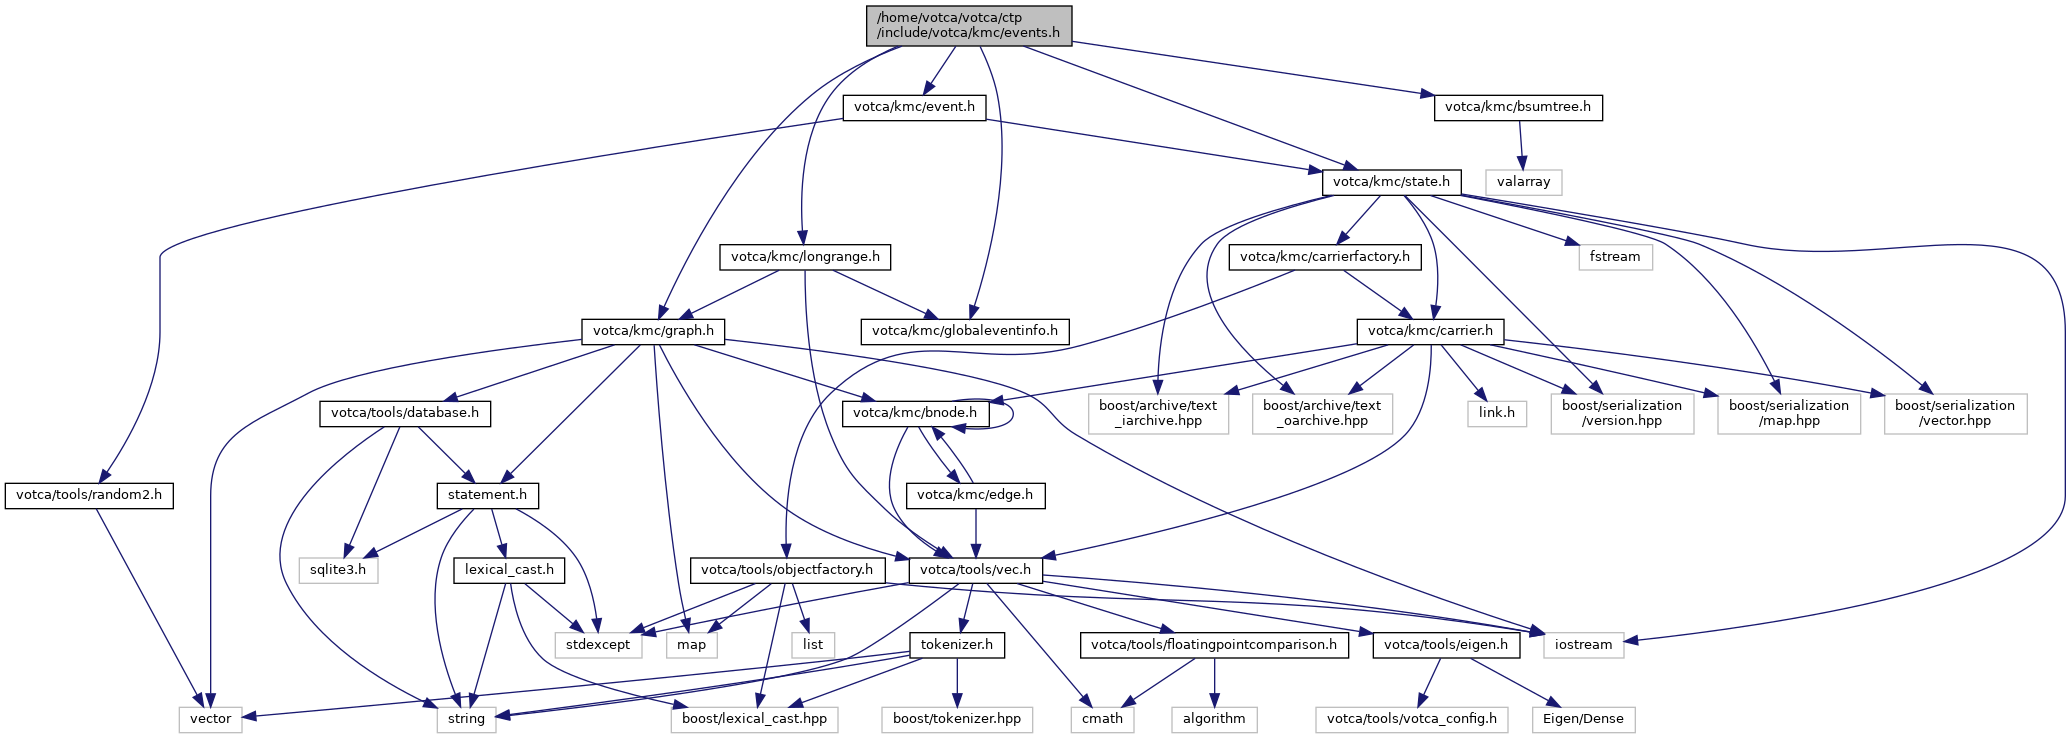 /home/votca/votca/ctp
/include/votca/kmc/events.h
votca/kmc/event.h
votca/kmc/bsumtree.h
votca/kmc/state.h
valarray
votca/kmc/longrange.h
votca/kmc/carrierfactory.h
fstream
votca/kmc/graph.h
votca/kmc/globaleventinfo.h
votca/kmc/carrier.h
votca/tools/database.h
votca/kmc/bnode.h
boost/archive/text
_iarchive.hpp
boost/archive/text
_oarchive.hpp
link.h
boost/serialization
/version.hpp
boost/serialization
/map.hpp
boost/serialization
/vector.hpp
votca/tools/random2.h
statement.h
votca/kmc/edge.h
sqlite3.h
lexical_cast.h
votca/tools/objectfactory.h
votca/tools/vec.h
stdexcept
map
list
tokenizer.h
votca/tools/floatingpointcomparison.h
votca/tools/eigen.h
iostream
vector
string
boost/lexical_cast.hpp
boost/tokenizer.hpp
cmath
algorithm
votca/tools/votca_config.h
Eigen/Dense